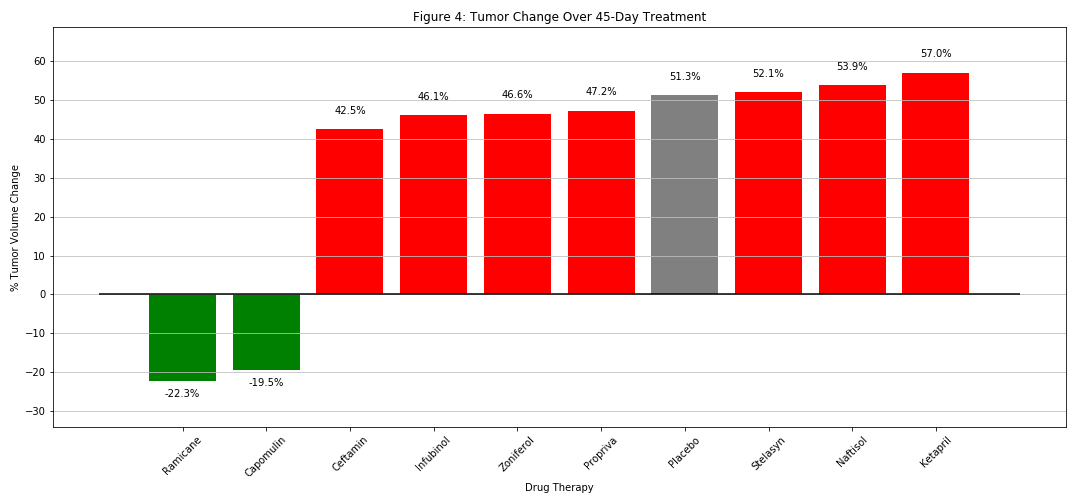 Figure 4: Tumor Change Over 45-Day Treatment
% Tumor Volume Change
60
50
40
30
20
10
0
−10
−20
−30
-22.3%
-19.5%
42.5%
46.1%
46.6%
47.2%
51.3%
52.1%
53.9%
57.0%
Ramicane
Capomulin
Ceftamin
Infubinol
Zoniferol
Propriva
Placebo
Stelasyn
Naftisol
Ketapril
Drug Therapy